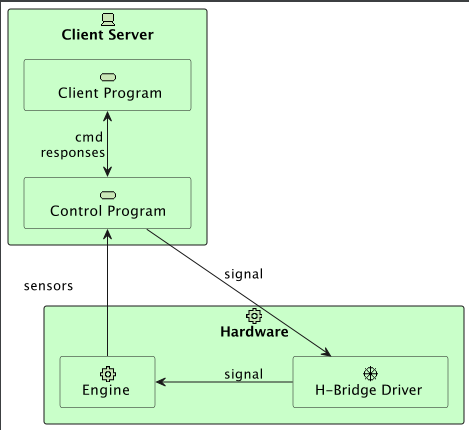 Client Server
Client Program
cmd
responses
Control Program
sensors
signal
Hardware
Engine
signal
H-Bridge Driver